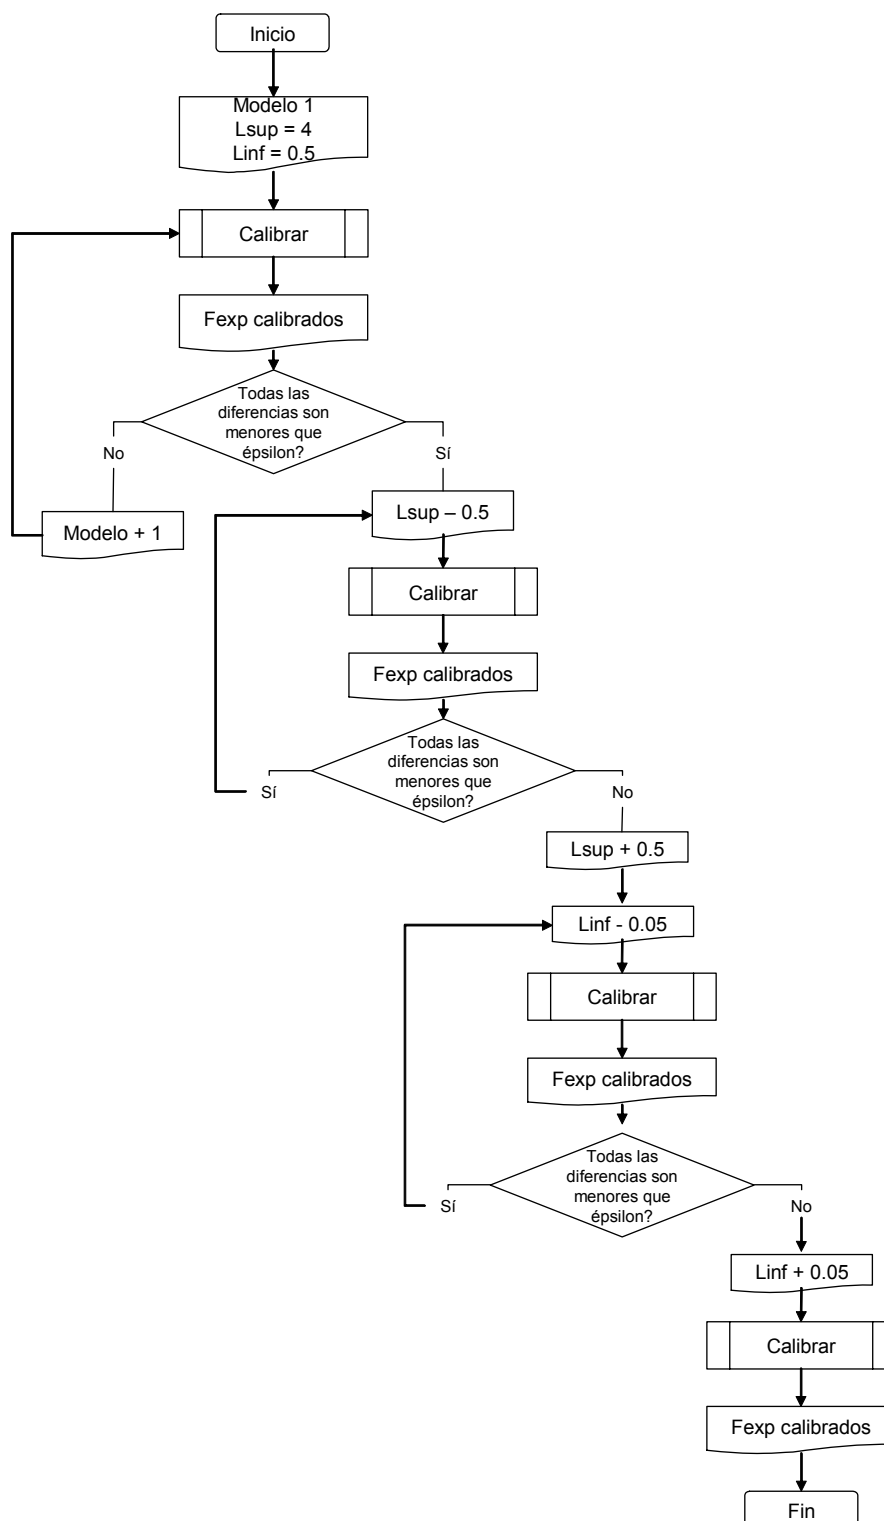 Inicio
Modelo 1
Lsup = 4
Linf = 0.5
Calibrar
Fexp calibrados
Todas las
diferencias son
menores que
épsilon?
No
Sí
Modelo + 1
Lsup – 0.5
Calibrar
Fexp calibrados
Todas las
diferencias son
menores que
épsilon?
Sí
No
Lsup + 0.5
Linf - 0.05
Calibrar
Fexp calibrados
Todas las
diferencias son
menores que
épsilon?
Sí
No
Linf + 0.05
Calibrar
Fexp calibrados
Fin